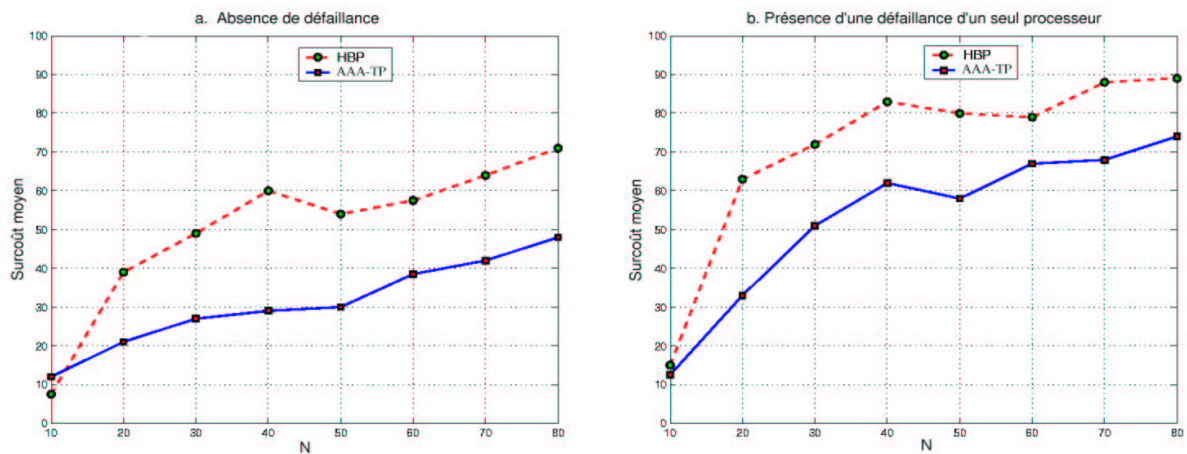 a. Absence de défaillance
Surcoût moyen
100
90
80
70
60
50
40
30
20
10
0
HBP
AAA-TP
10 20 30 40 50 60 70 80
N
b. Présence d'une défaillance d'un seul processeur
Surcoût moyen
100
90
80
70
60
50
40
30
20
10
0
HBP
AAA-TP
10 20 30 40 50 60 70 80
N